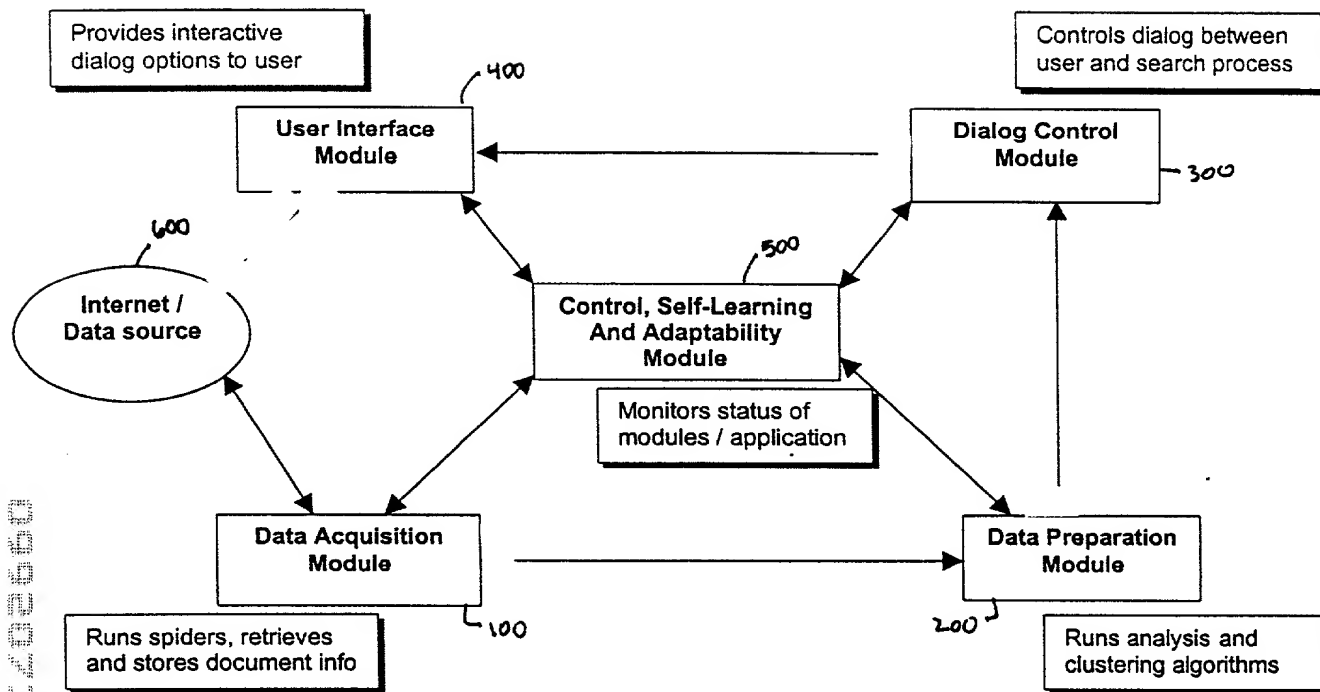 Provides interactive
dialog options to user
Controls dialog between
user and search process
400
User Interface
Module
Dialog Control
Module
300
600
Internet /
Data source
500
Control, Self-Learning
And Adaptability
Module
Monitors status of
modules / application
Data Acquisition
Module
Data Preparation
Module
100
200
Runs spiders, retrieves
and stores document info
Runs analysis and
clustering algorithms